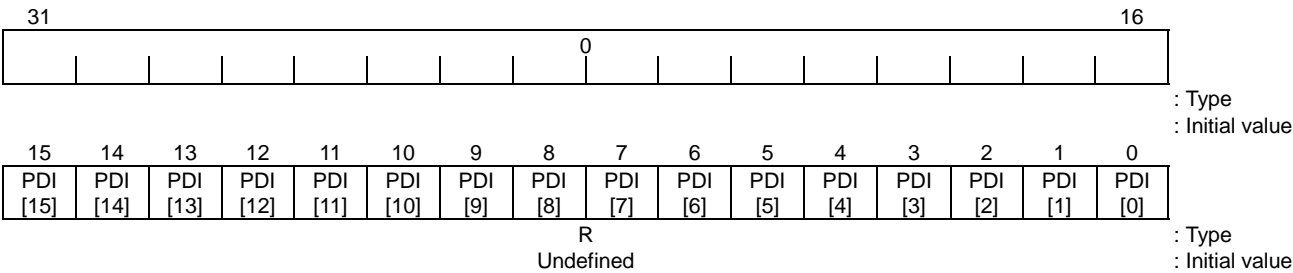 31 16
0
: Type
: Initial value
15 14 13 12 11 10 9 8 7 6 5 4 3 2 1 0
PDI PDI PDI PDI PDI PDI PDI PDI PDI PDI PDI PDI PDI PDI PDI PDI
[15] [14] [13] [12] [11] [10] [9] [8] [7] [6] [5] [4] [3] [2] [1] [0]
R : Type
Undefined : Initial value